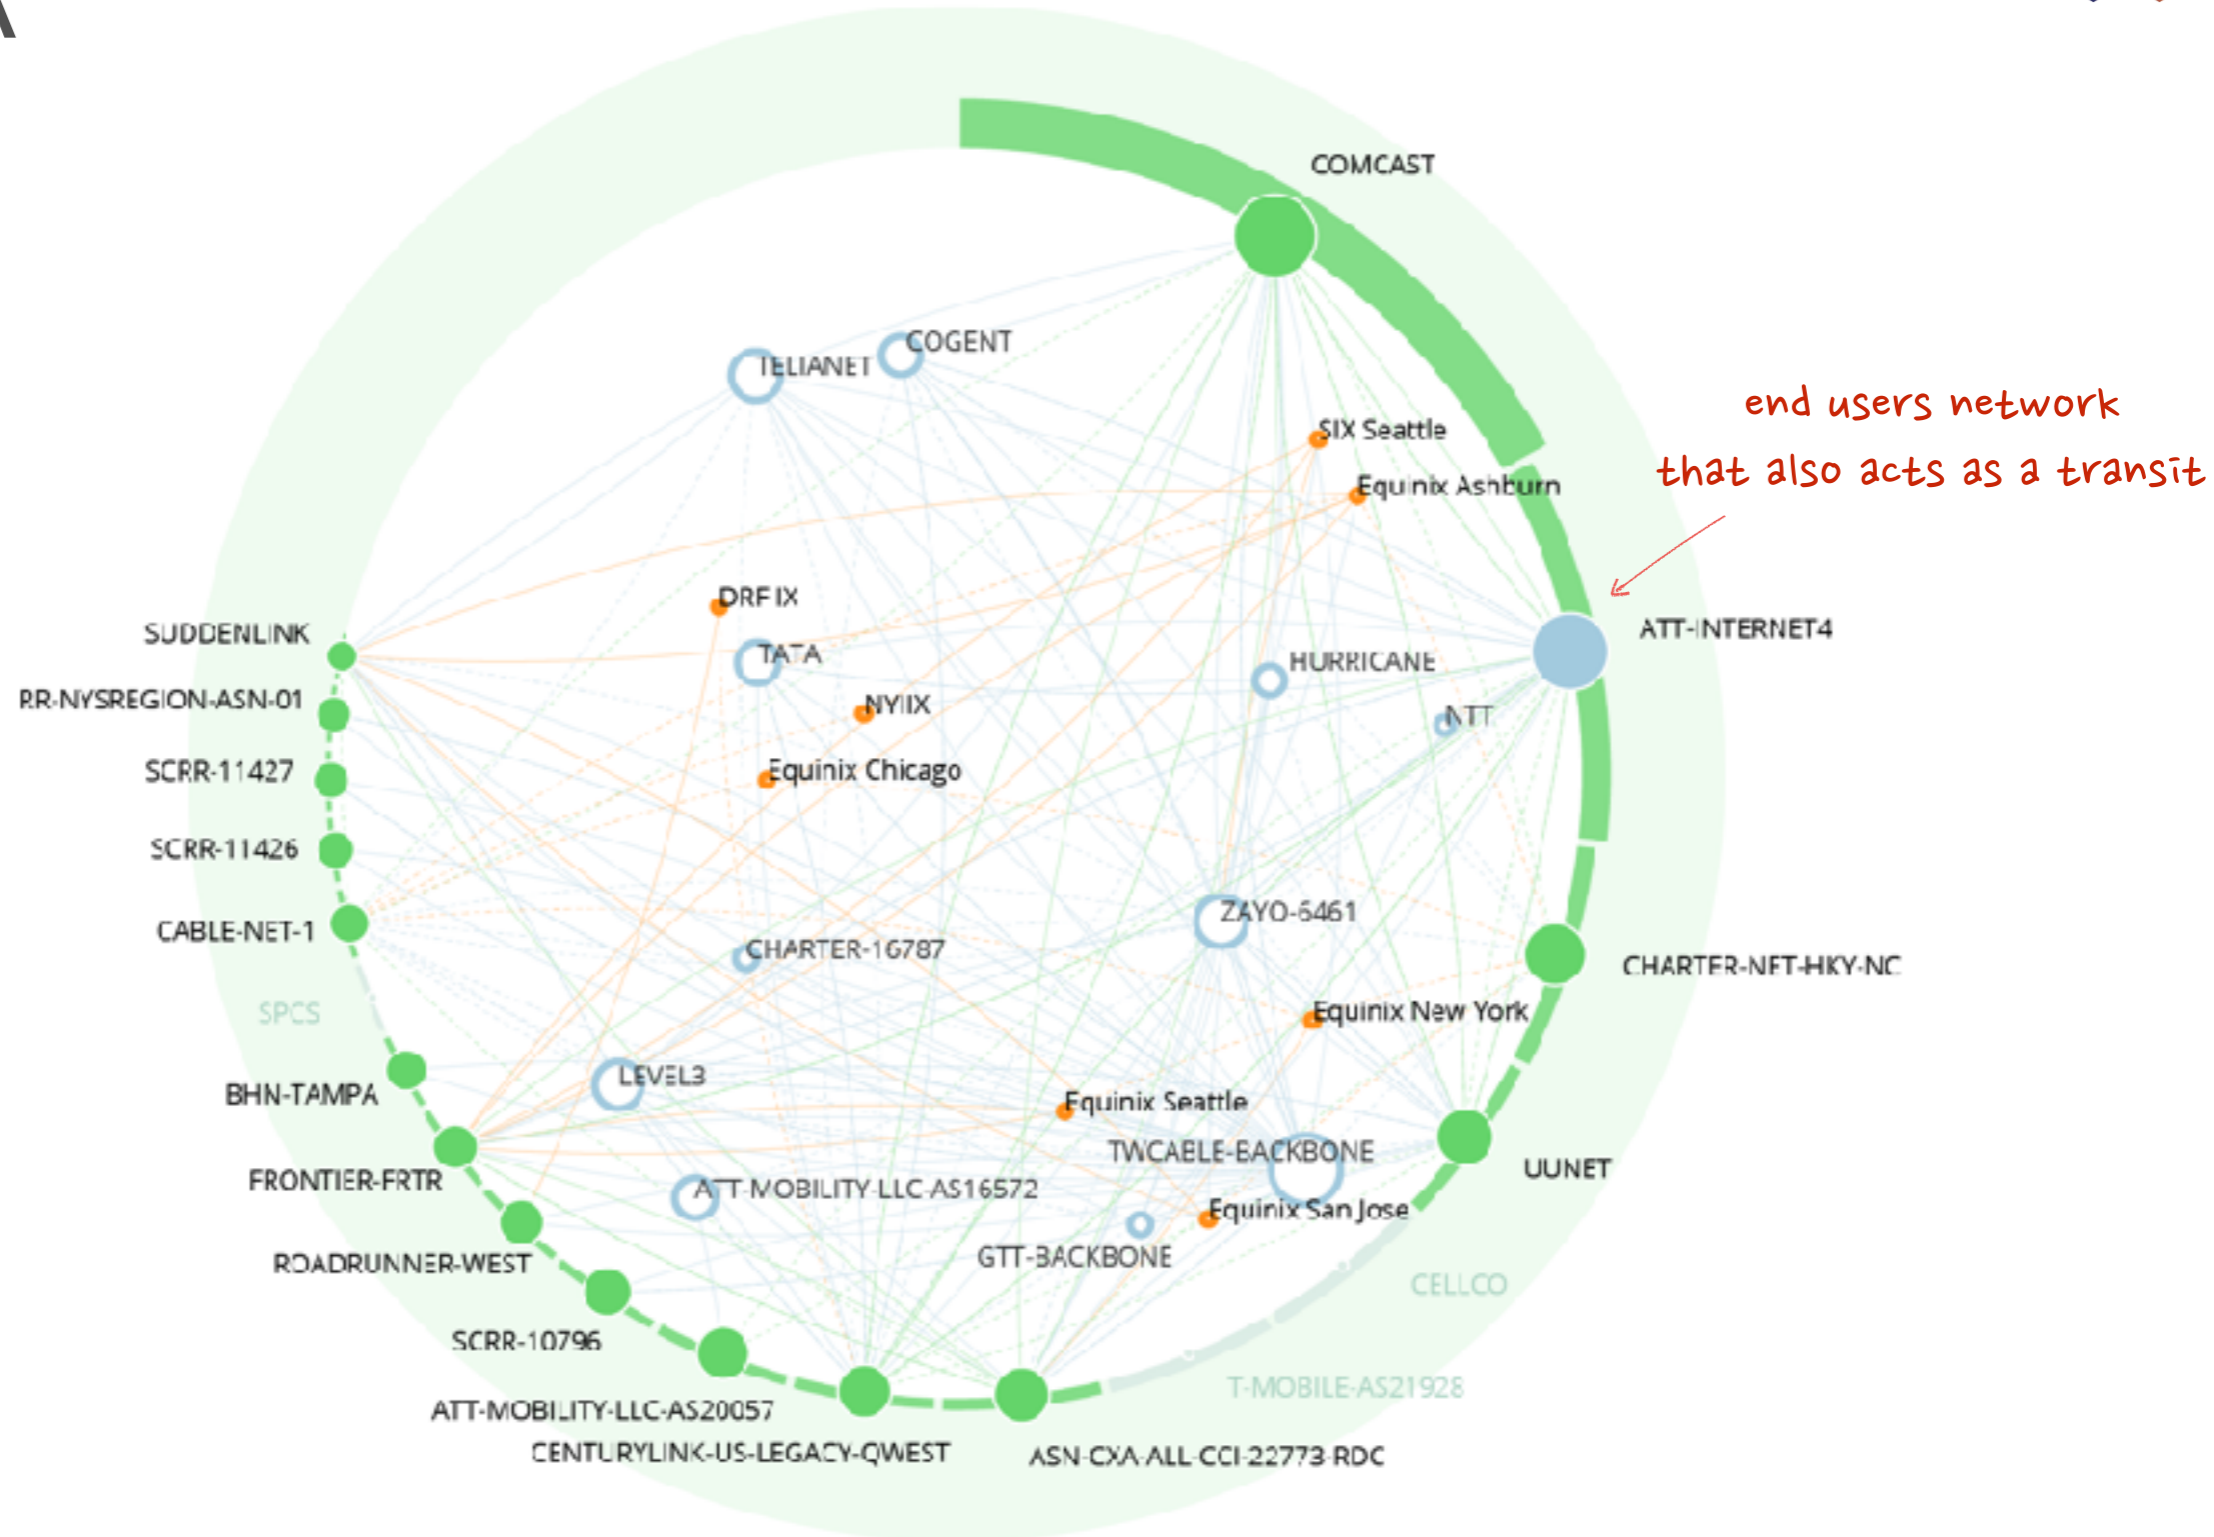 COMCAST
COGENT
TELIANET
SIX Seattle
end users network
that also acts as a transit
Equinix Ashburn
DRFIX
SUDDENLINK
ATT-INTERNET4
TATA
HURRICANE
RR-NYSREGION-ASN-01
NYIIX
NTT
SCRR-11427
Equinix Chicago
SCRR-11426
ZAYO-6461
CABLE-NET-1
CHARTER-16787
CHARTER-NET-HKY-NC
SPCS
Equinix New York
LEVEL3
BHN-TAMPA
Equinix Seattle
TWCABLE-BACKBONE
UUNET
FRONTIER-FRTR
ATT-MOBILITY-LLC-AS16572
Equinix San Jose
ROADRUNNER-WEST
GTT-BACKBONE
CELLCO
SCRR-10796
T-MOBILE-AS21928
ATT-MOBILITY-LLC-AS20057
CENTURYLINK-US-LEGACY-QWEST
ASN-CXA-ALL-CCI-22773-RDC